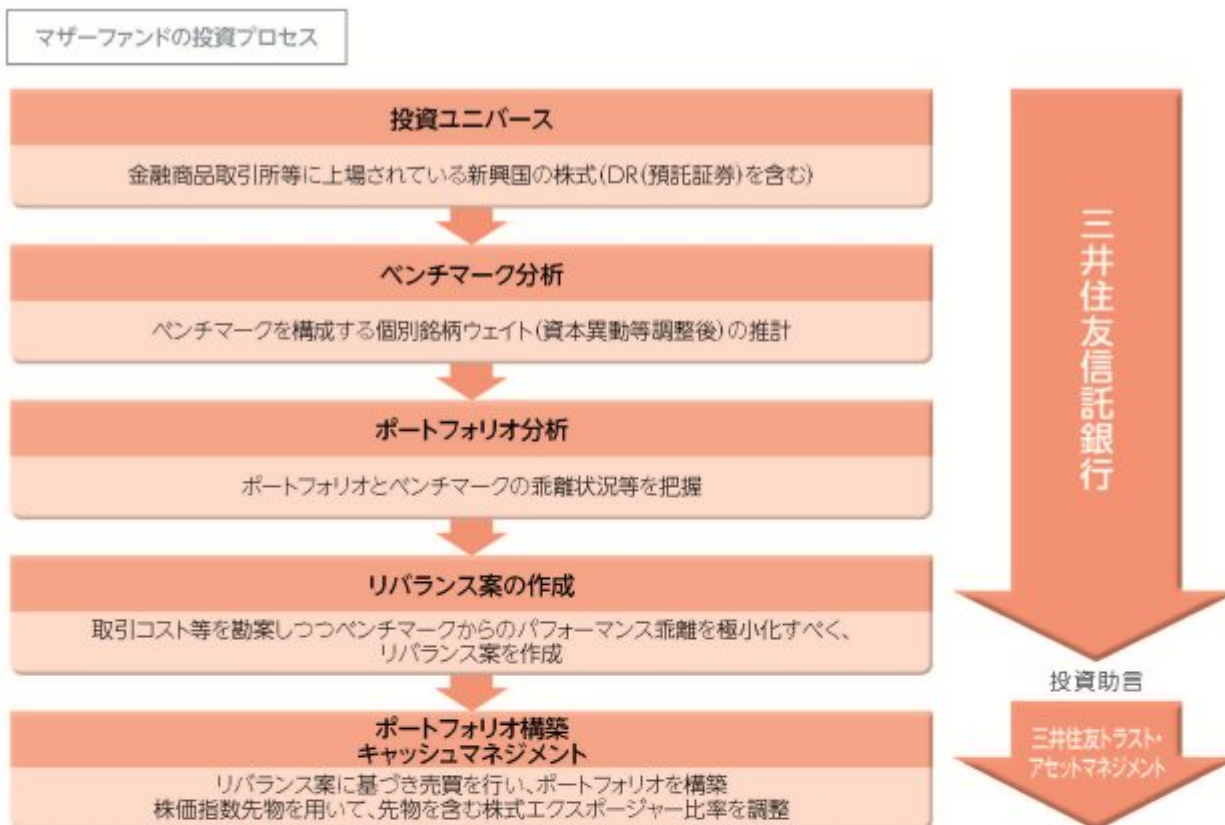 マザーファンドの投資プロセス
投資ユニバース
金融商品取引所等に上場されている新興国の株式(DR(預託証券)を含む)
ベンチマーク分析
ベンチマークを構成する個別銘柄ウェイト(資本異動等調整後)の推計
ポートフォリオ分析
ポートフォリオとベンチマークの乖離状況等を把握
リバランス案の作成
取引コスト等を勘案しつつベンチマークからのパフォーマンス乖離を極小化すべく、
リバランス案を作成
ポートフォリオ構築
キャッシュマネジメント
リバランス案に基づき売買を行い、ポートフォリオを構築
株価指数先物を用いて、先物を含む株式エクスポージャー比率を調整
三井住友信託銀行
投資助言
三井住友トラスト・
アセットマネジメント